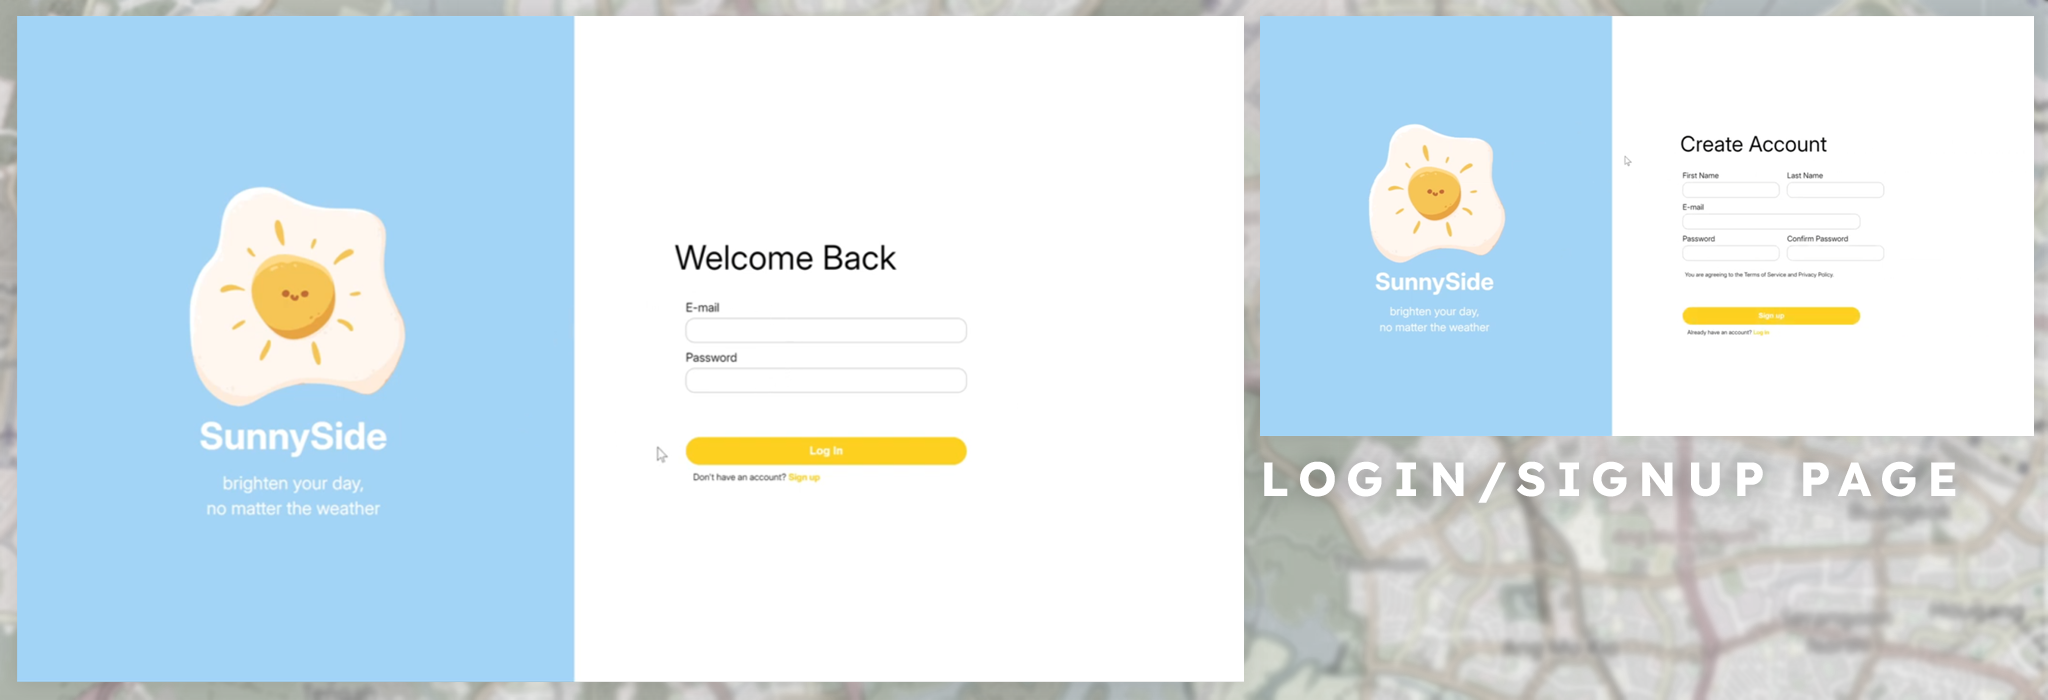 SunnySide
brighten your day,
no matter the weather
Welcome Back
E-mail
Password
Log In
Don't have an account? Sign up
SunnySide
brighten your day,
no matter the weather
Create Account
First Name Last Name
E-mail
Password Confirm Password
You are agreeing to the Terms of Service and Privacy Policy.
Sign up
Already have an account? Log In
LOGIN/SIGNUP PAGE